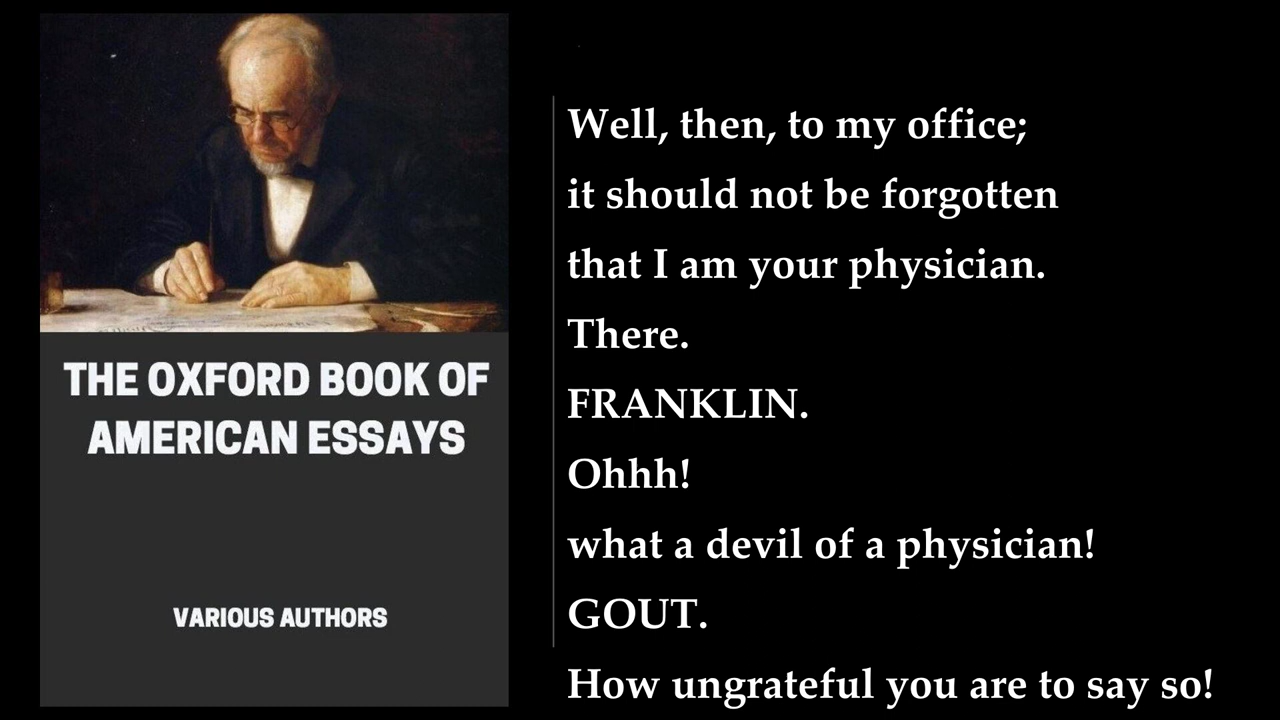 THE OXFORD BOOK OF
AMERICAN ESSAYS
VARIOUS AUTHORS
Well, then, to my office;
it should not be forgotten
that I am your physician.
There.
FRANKLIN.
Ohhh!
what a devil of a physician!
GOUT.
How ungrateful you are to say so!